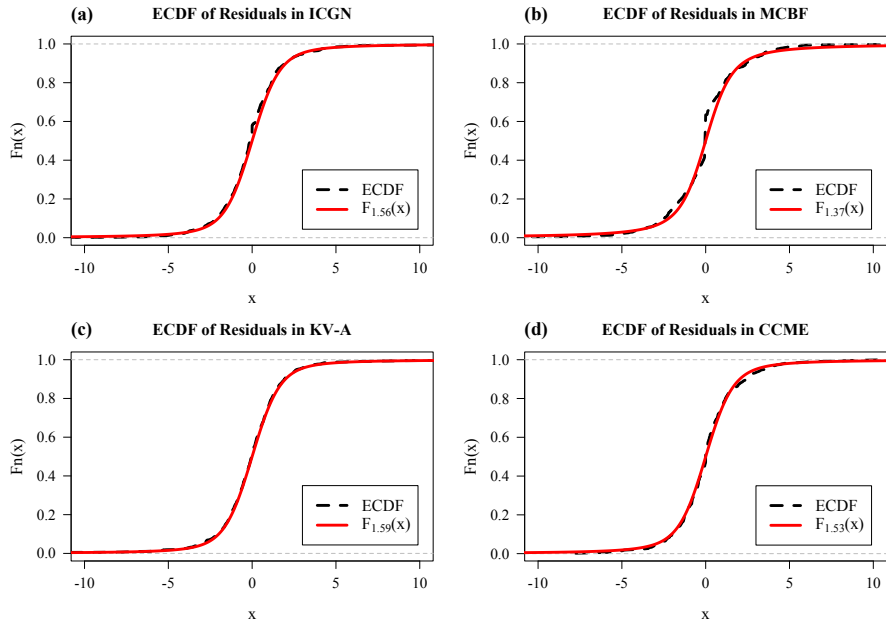 (a) ECDF of Residuals in ICGN
Fn(x)
1.0
0.8
0.6
0.4
0.2
0.0
ECDF
F1.56(x)
-10 -5 0 5 10
x
(b) ECDF of Residuals in MCBF
Fn(x)
1.0
0.8
0.6
0.4
0.2
0.0
ECDF
F1.37(x)
-10 -5 0 5 10
x
(c) ECDF of Residuals in KV-A
Fn(x)
1.0
0.8
0.6
0.4
0.2
0.0
ECDF
F1.59(x)
-10 -5 0 5 10
x
(d) ECDF of Residuals in CCME
Fn(x)
1.0
0.8
0.6
0.4
0.2
0.0
ECDF
F1.53(x)
-10 -5 0 5 10
x